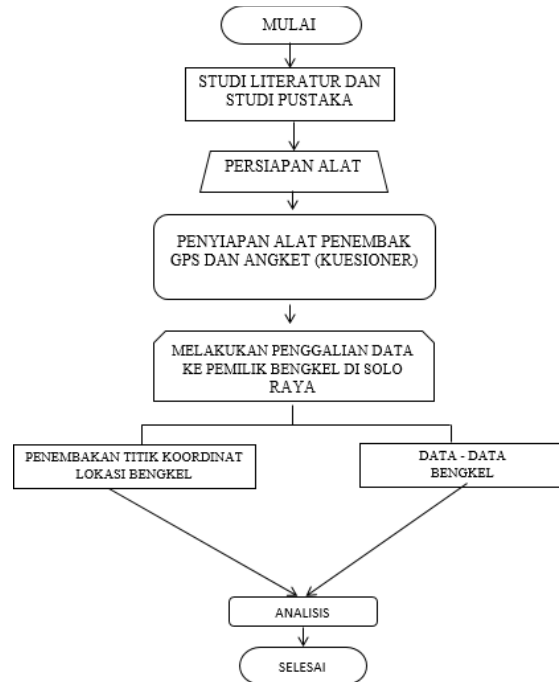 MULAI
STUDI LITERATUR DAN
STUDI PUSTAKA
PERSIAPAN ALAT
PENYIAPAN ALAT PENEMBAK
GPS DAN ANGKET (KUESIONER)
MELAKUKAN PENGGALIAN DATA
KE PEMILIK BENGKEL DI SOLO
RAYA
PENEMBAKAN TITIK KOORDINAT
LOKASI BENGKEL
DATA - DATA
BENGKEL
ANALISIS
SELESAI